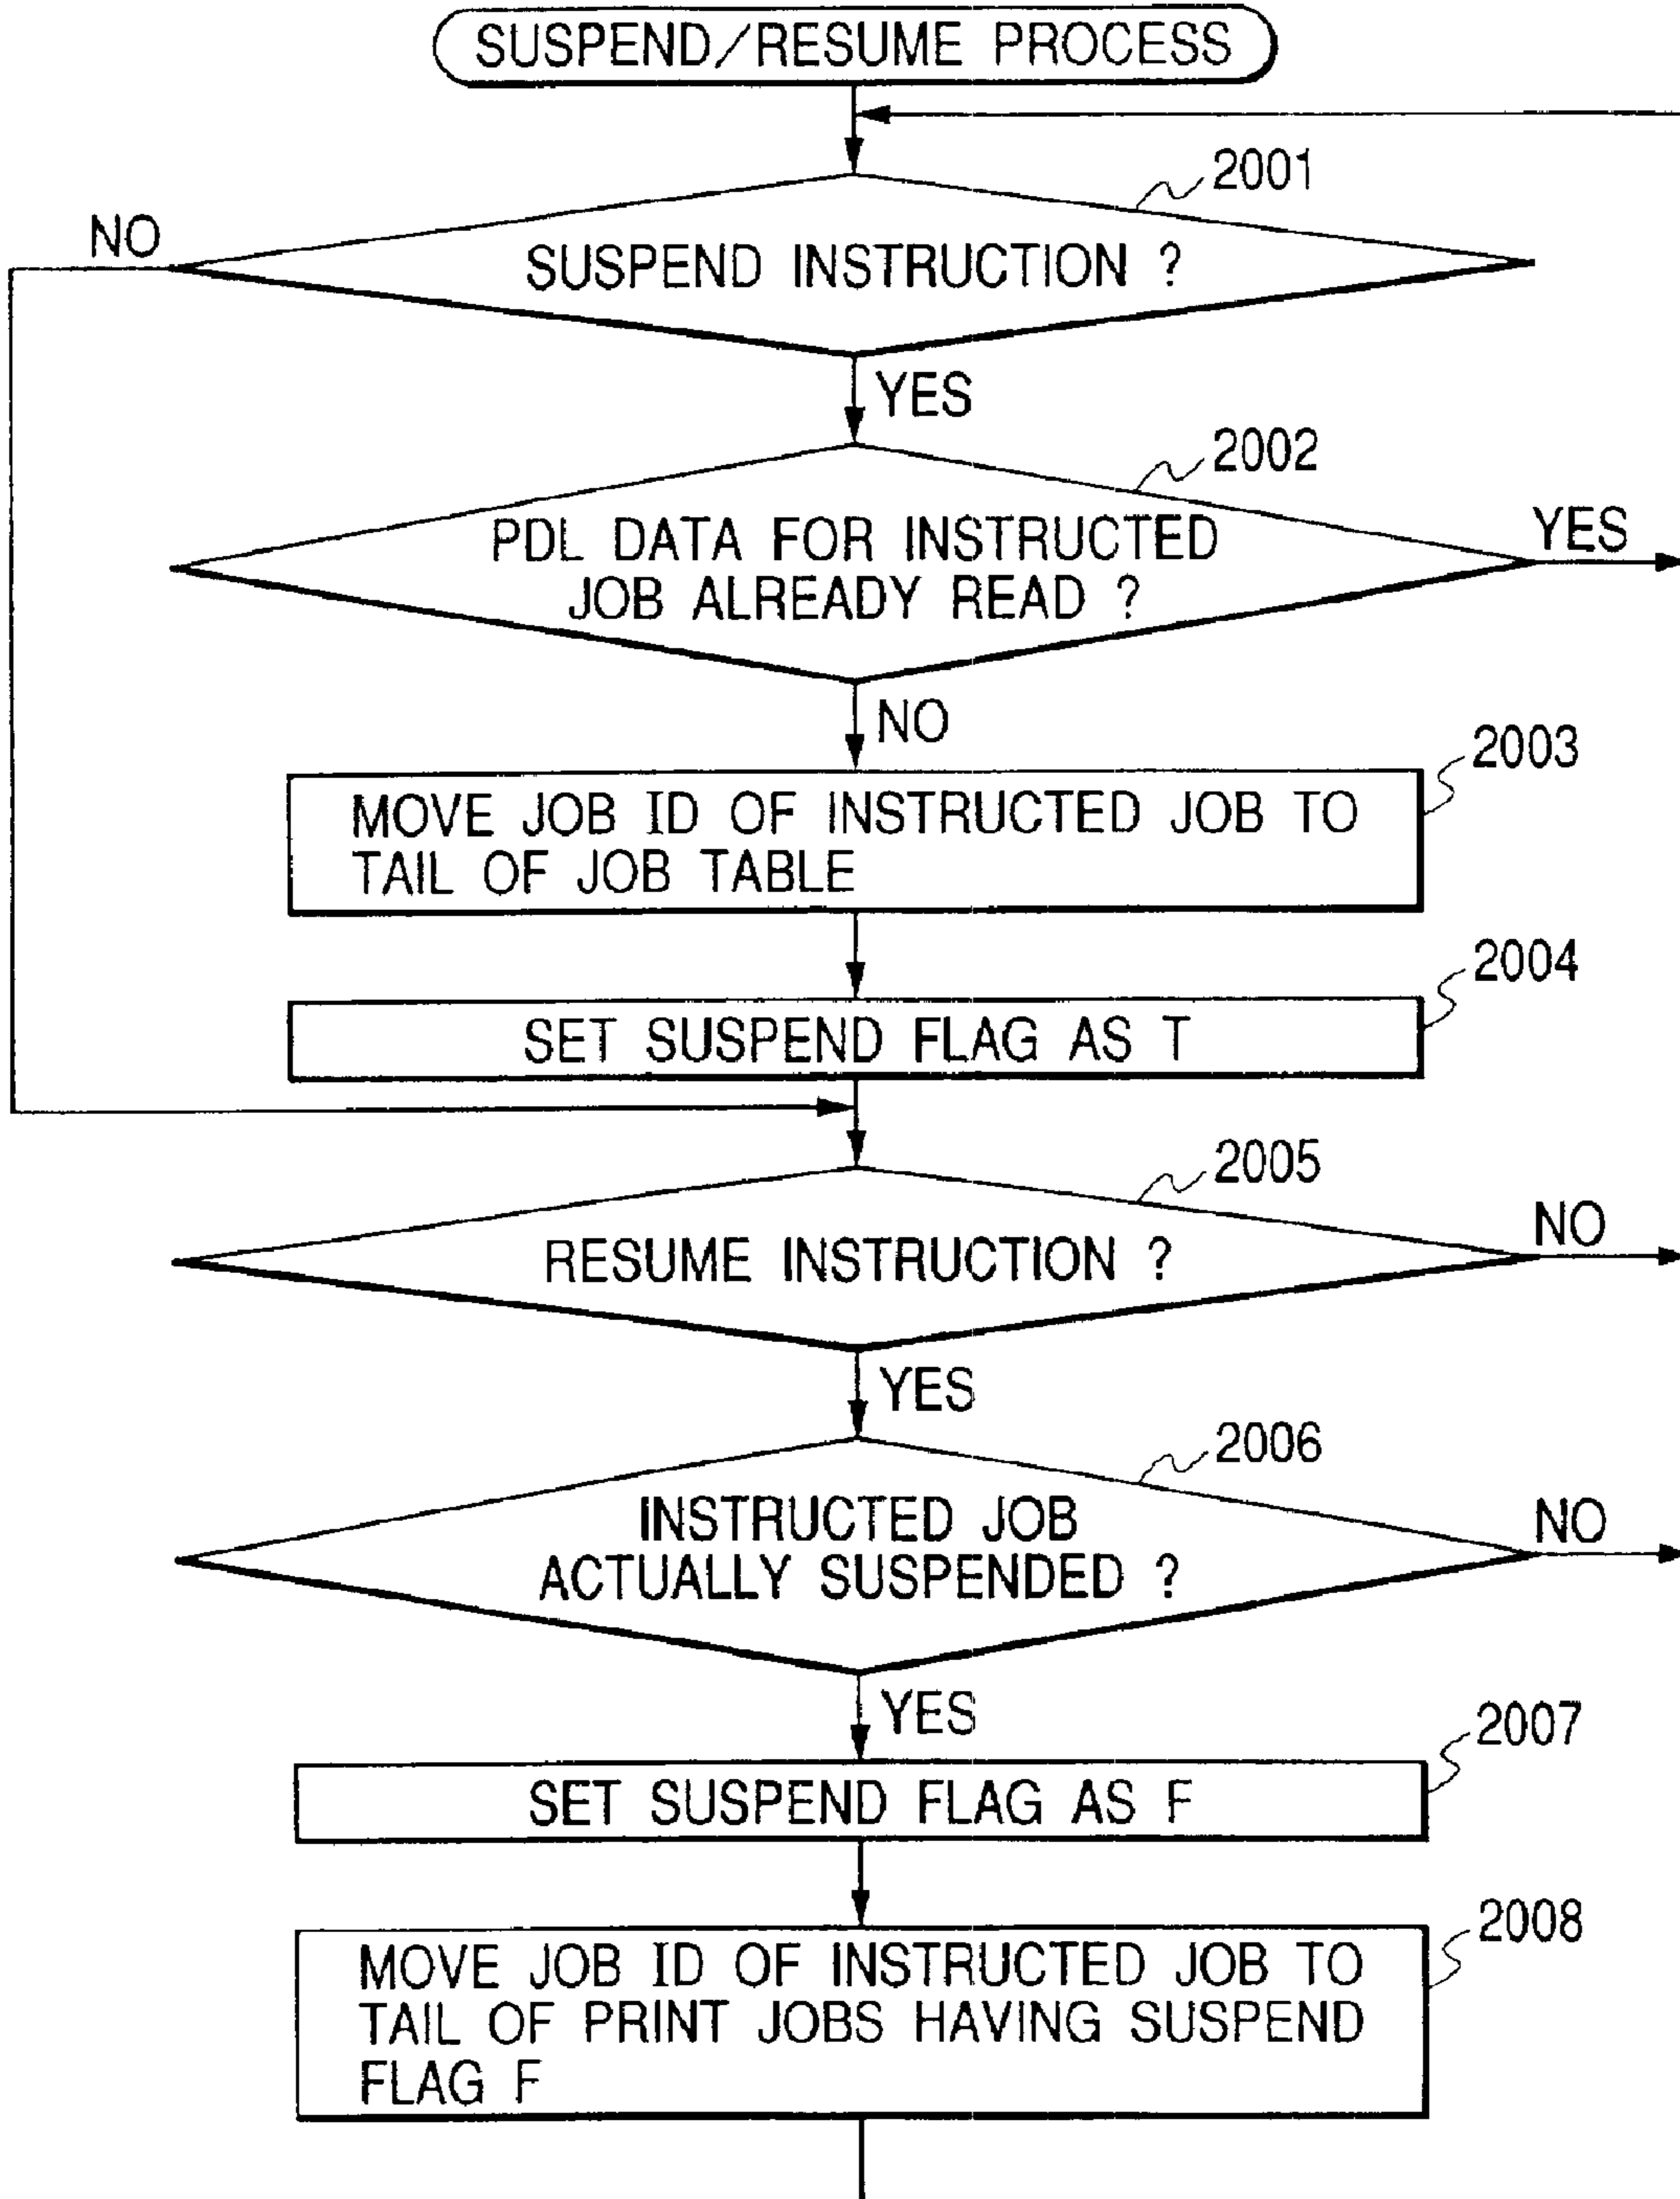 SUSPEND/RESUME PROCESS
2001
NO
SUSPEND INSTRUCTION ?
YES
2002
PDL DATA FOR INSTRUCTED
JOB ALREADY READ ?
YES
NO
2003
MOVE JOB ID OF INSTRUCTED JOB TO
TAIL OF JOB TABLE
2004
SET SUSPEND FLAG AS T
2005
RESUME INSTRUCTION ?
NO
YES
2006
INSTRUCTED JOB
ACTUALLY SUSPENDED ?
NO
YES
2007
SET SUSPEND FLAG AS F
2008
MOVE JOB ID OF INSTRUCTED JOB TO
TAIL OF PRINT JOBS HAVING SUSPEND
FLAG F